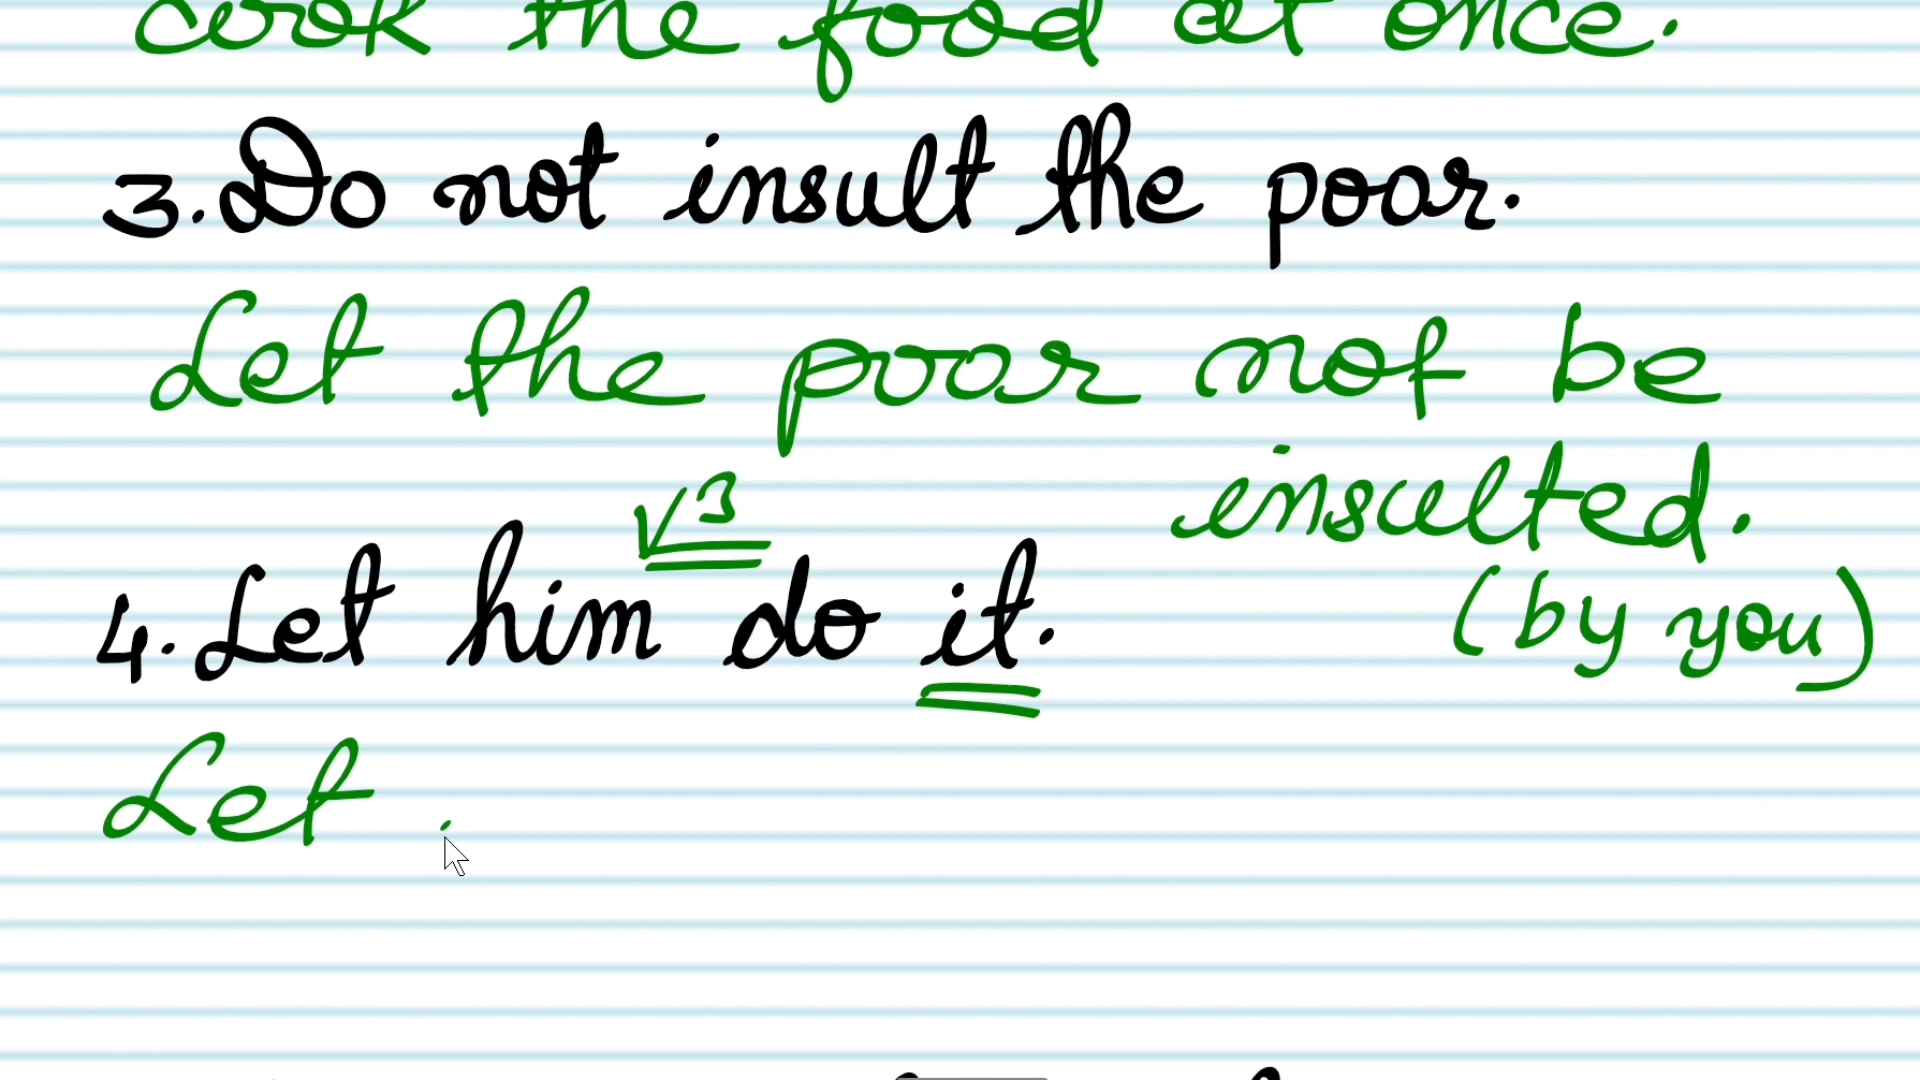 cook the food at once.
3. Do not insult the poor.
Let the poor not be
insulted.
(by you)
V3
4. Let him do it.
Let